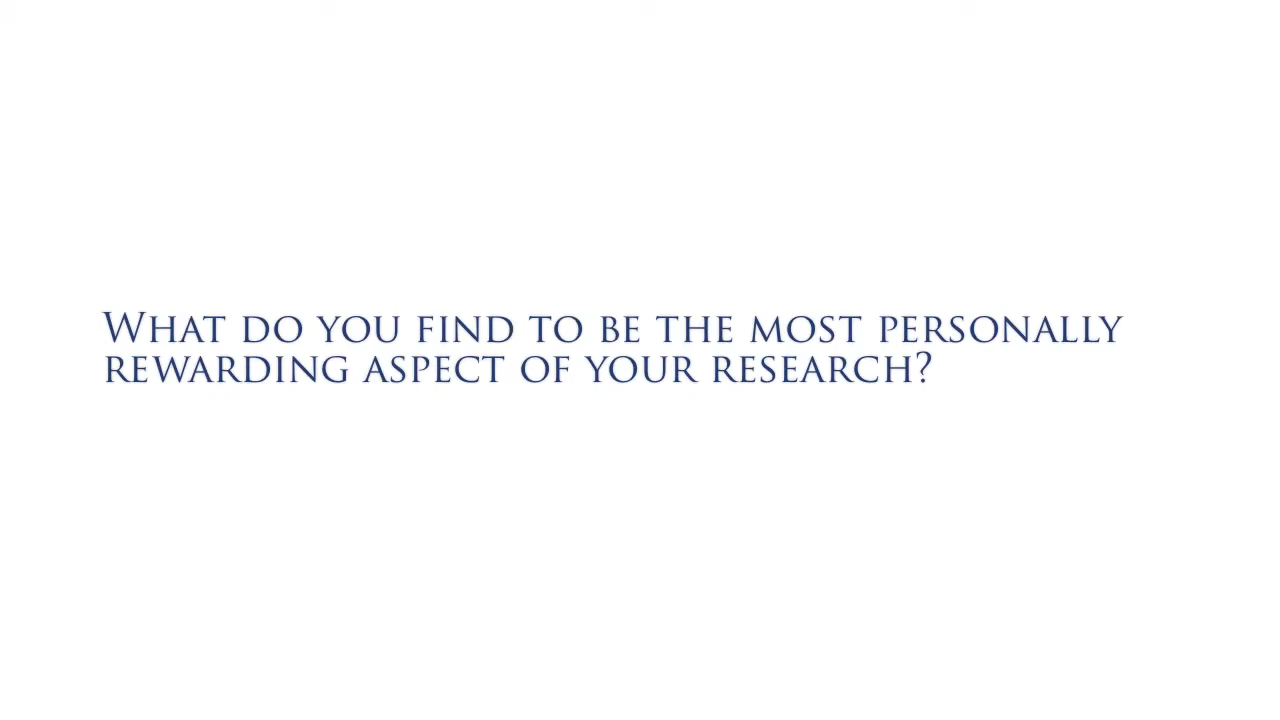 What do you find to be the most personally
rewarding aspect of your research?